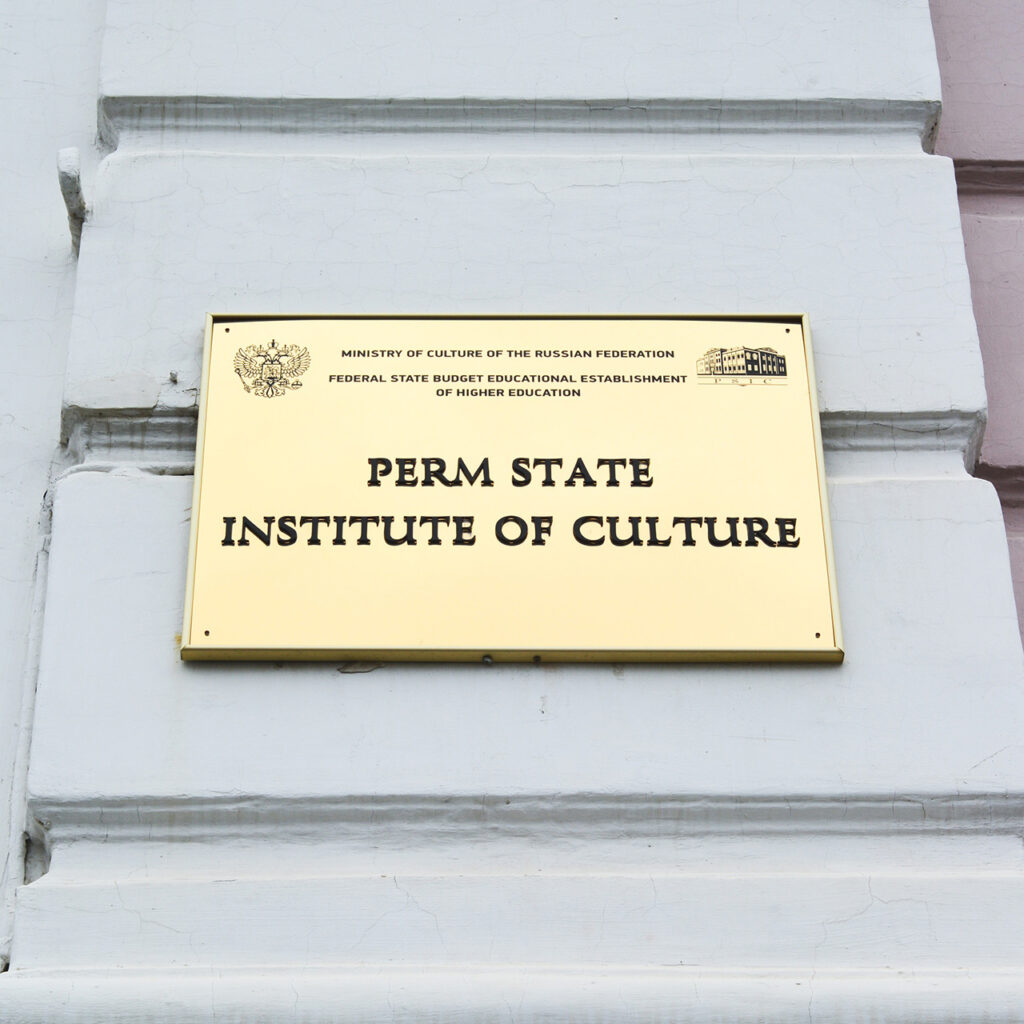 MINISTRY OF CULTURE OF THE RUSSIAN FEDERATION
FEDERAL STATE BUDGET EDUCATIONAL ESTABLISHMENT
OF HIGHER EDUCATION
PSIC
PERM STATE
INSTITUTE OF CULTURE